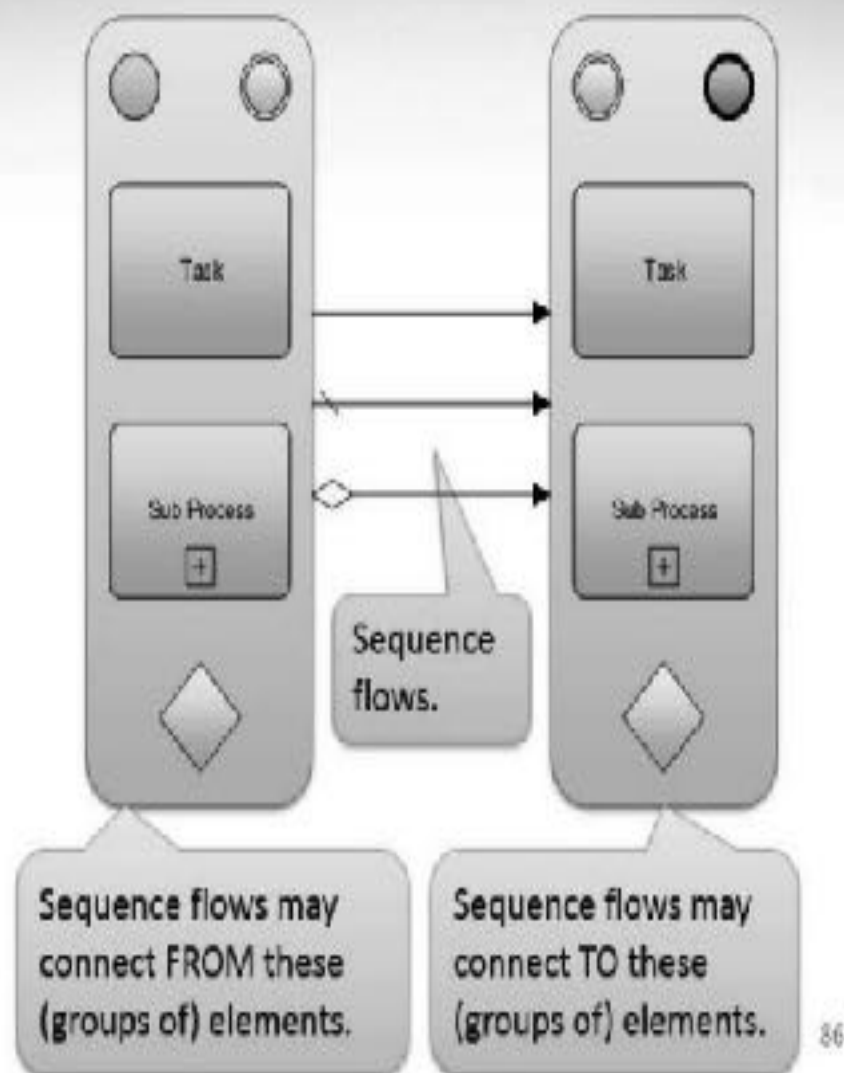 Task
Task
Sub Process
+
Sub Process
+
Sequence
flows.
Sequence flows may
connect FROM these
(groups of) elements.
Sequence flows may
connect TO these
(groups of) elements.
86